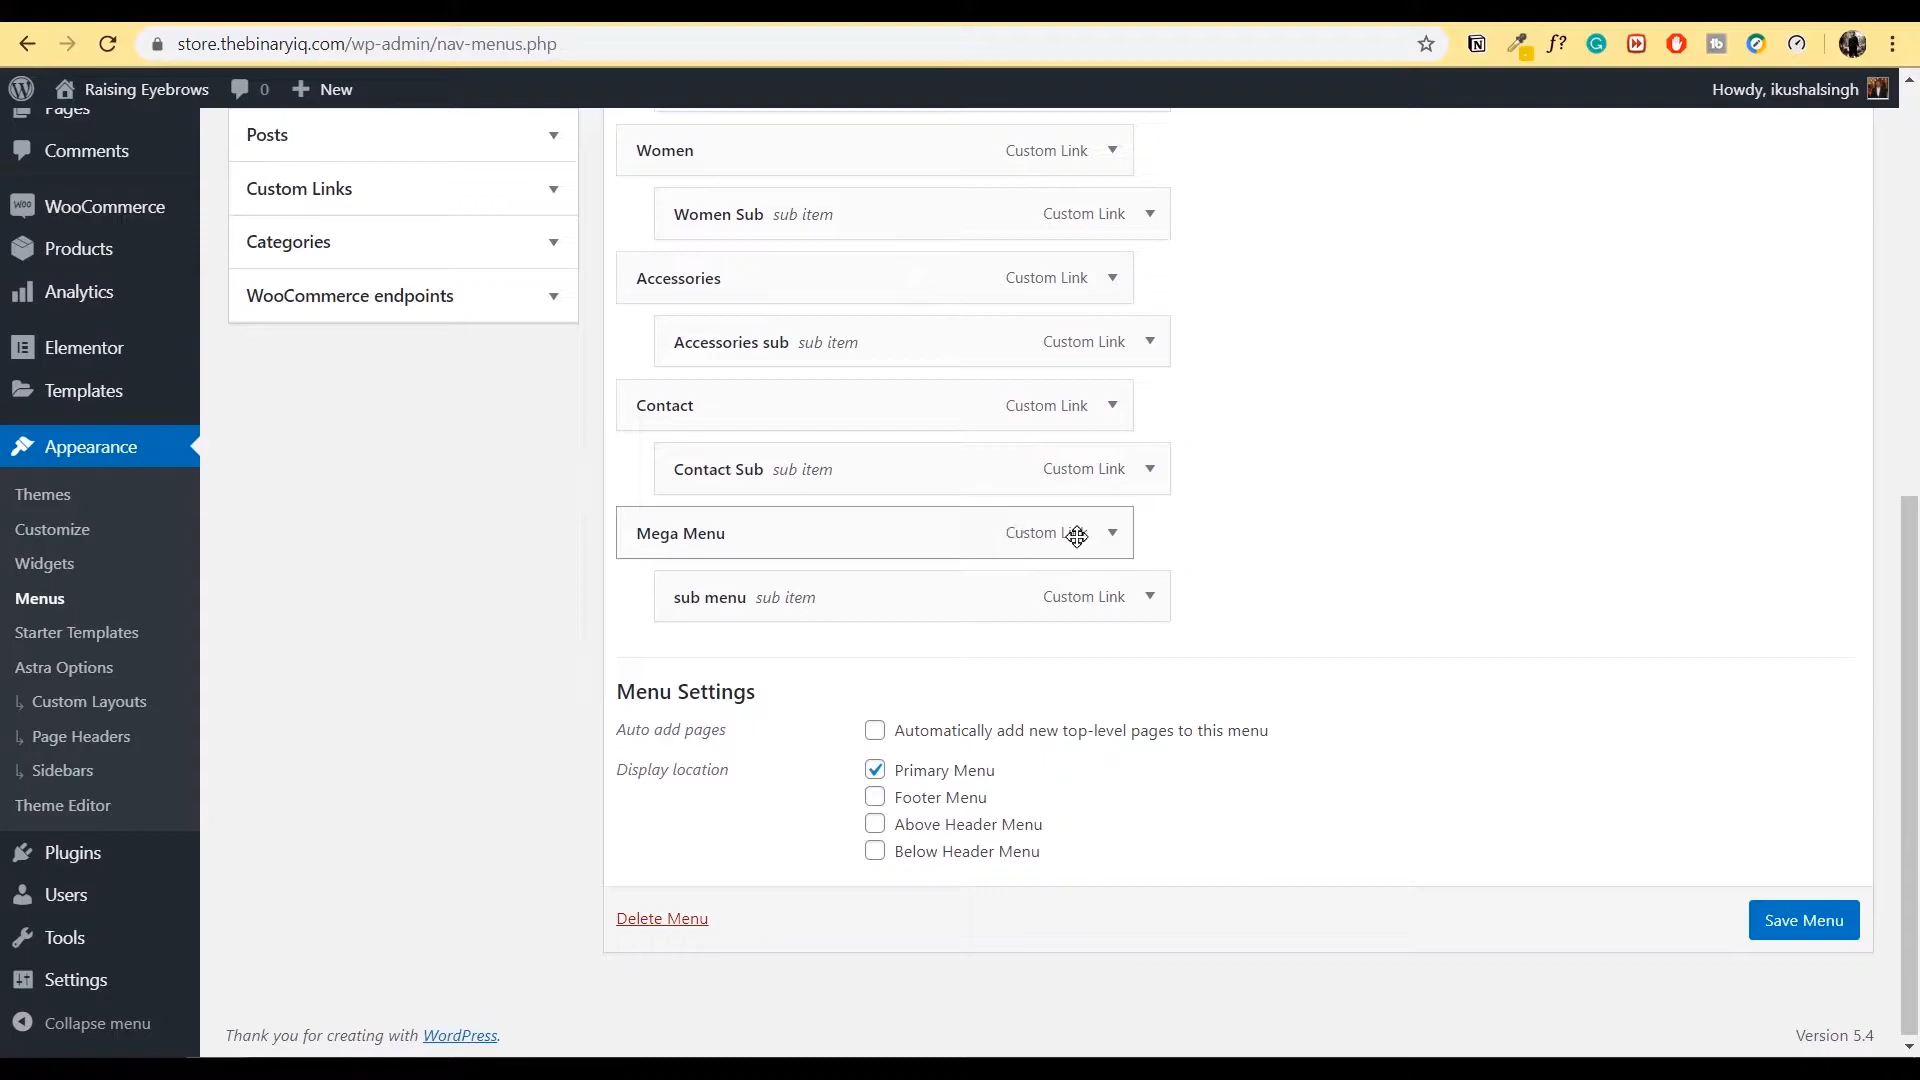 store.thebinaryiq.com/wp-admin/nav-menus.php
Raising Eyebrows 0 New Howdy, ikushalsingh
Pages
Comments
WooCommerce
Products
Analytics
Elementor
Templates
Appearance
Themes
Customize
Widgets
Menus
Starter Templates
Astra Options
Custom Layouts
Page Headers
Sidebars
Theme Editor
Plugins
Users
Tools
Settings
Collapse menu
Posts
Custom Links
Categories
WooCommerce endpoints
Women Custom Link
Women Sub sub item Custom Link
Accessories Custom Link
Accessories sub sub item Custom Link
Contact Custom Link
Contact Sub sub item Custom Link
Mega Menu Custom Link
sub menu sub item Custom Link
Menu Settings
Auto add pages Automatically add new top-level pages to this menu
Display location Primary Menu
Footer Menu
Above Header Menu
Below Header Menu
Delete Menu Save Menu
Thank you for creating with WordPress. Version 5.4